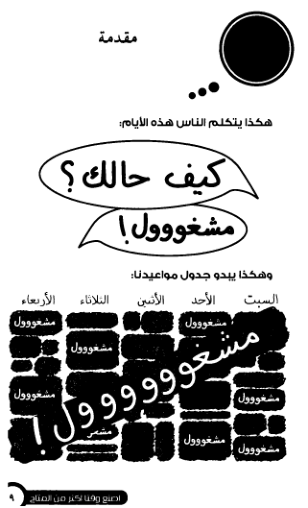 مقدمة
هكذا يتكلم الناس هذه الأيام:
كيف حالك؟
مشغووول!
وهكذا يبدو جدول مواعيدنا:
السبت الأحد الأثنين الثلاثاء الأربعاء
مشغووول مشغووول
مشغووول
مشغووووووول!
مشغووول مشغووول
مشغووول مشغووول
اصنع وقتا أكثر من المتاح ٩